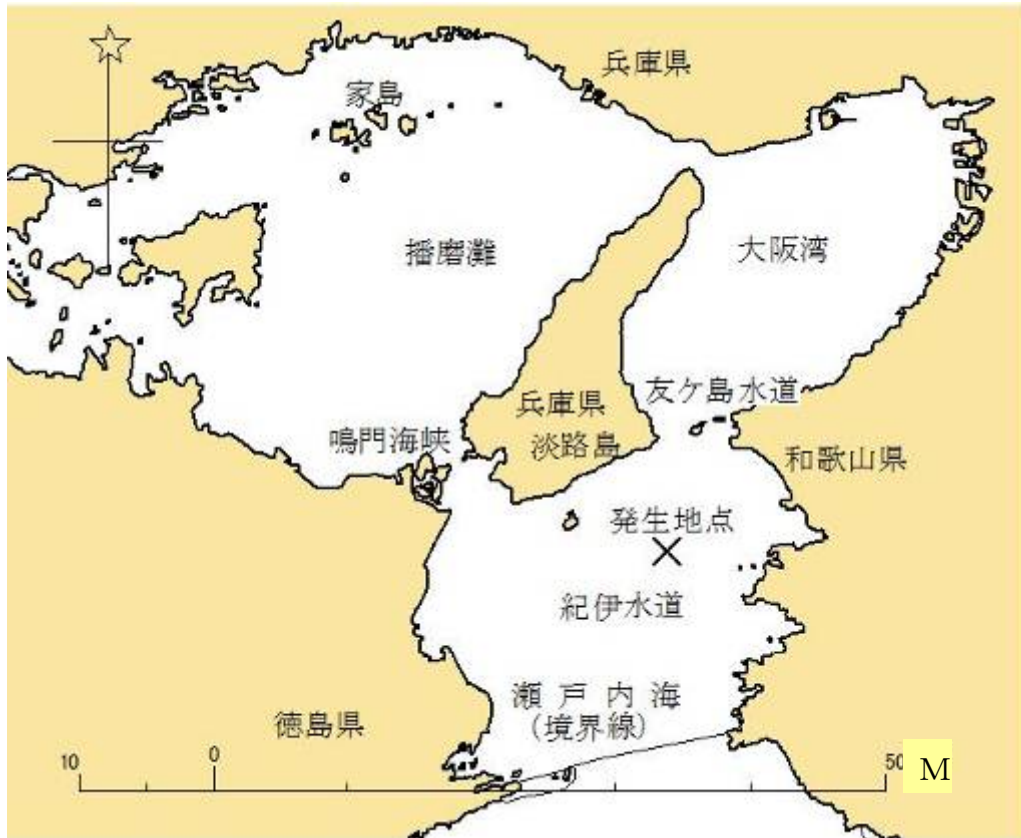 兵庫県
家島
播磨灘
大阪湾
友ケ島水道
兵庫県
淡路島
鳴門海峡
和歌山県
発生地点
紀伊水道
瀬戸内海
(境界線)
徳島県
10 0 50 M